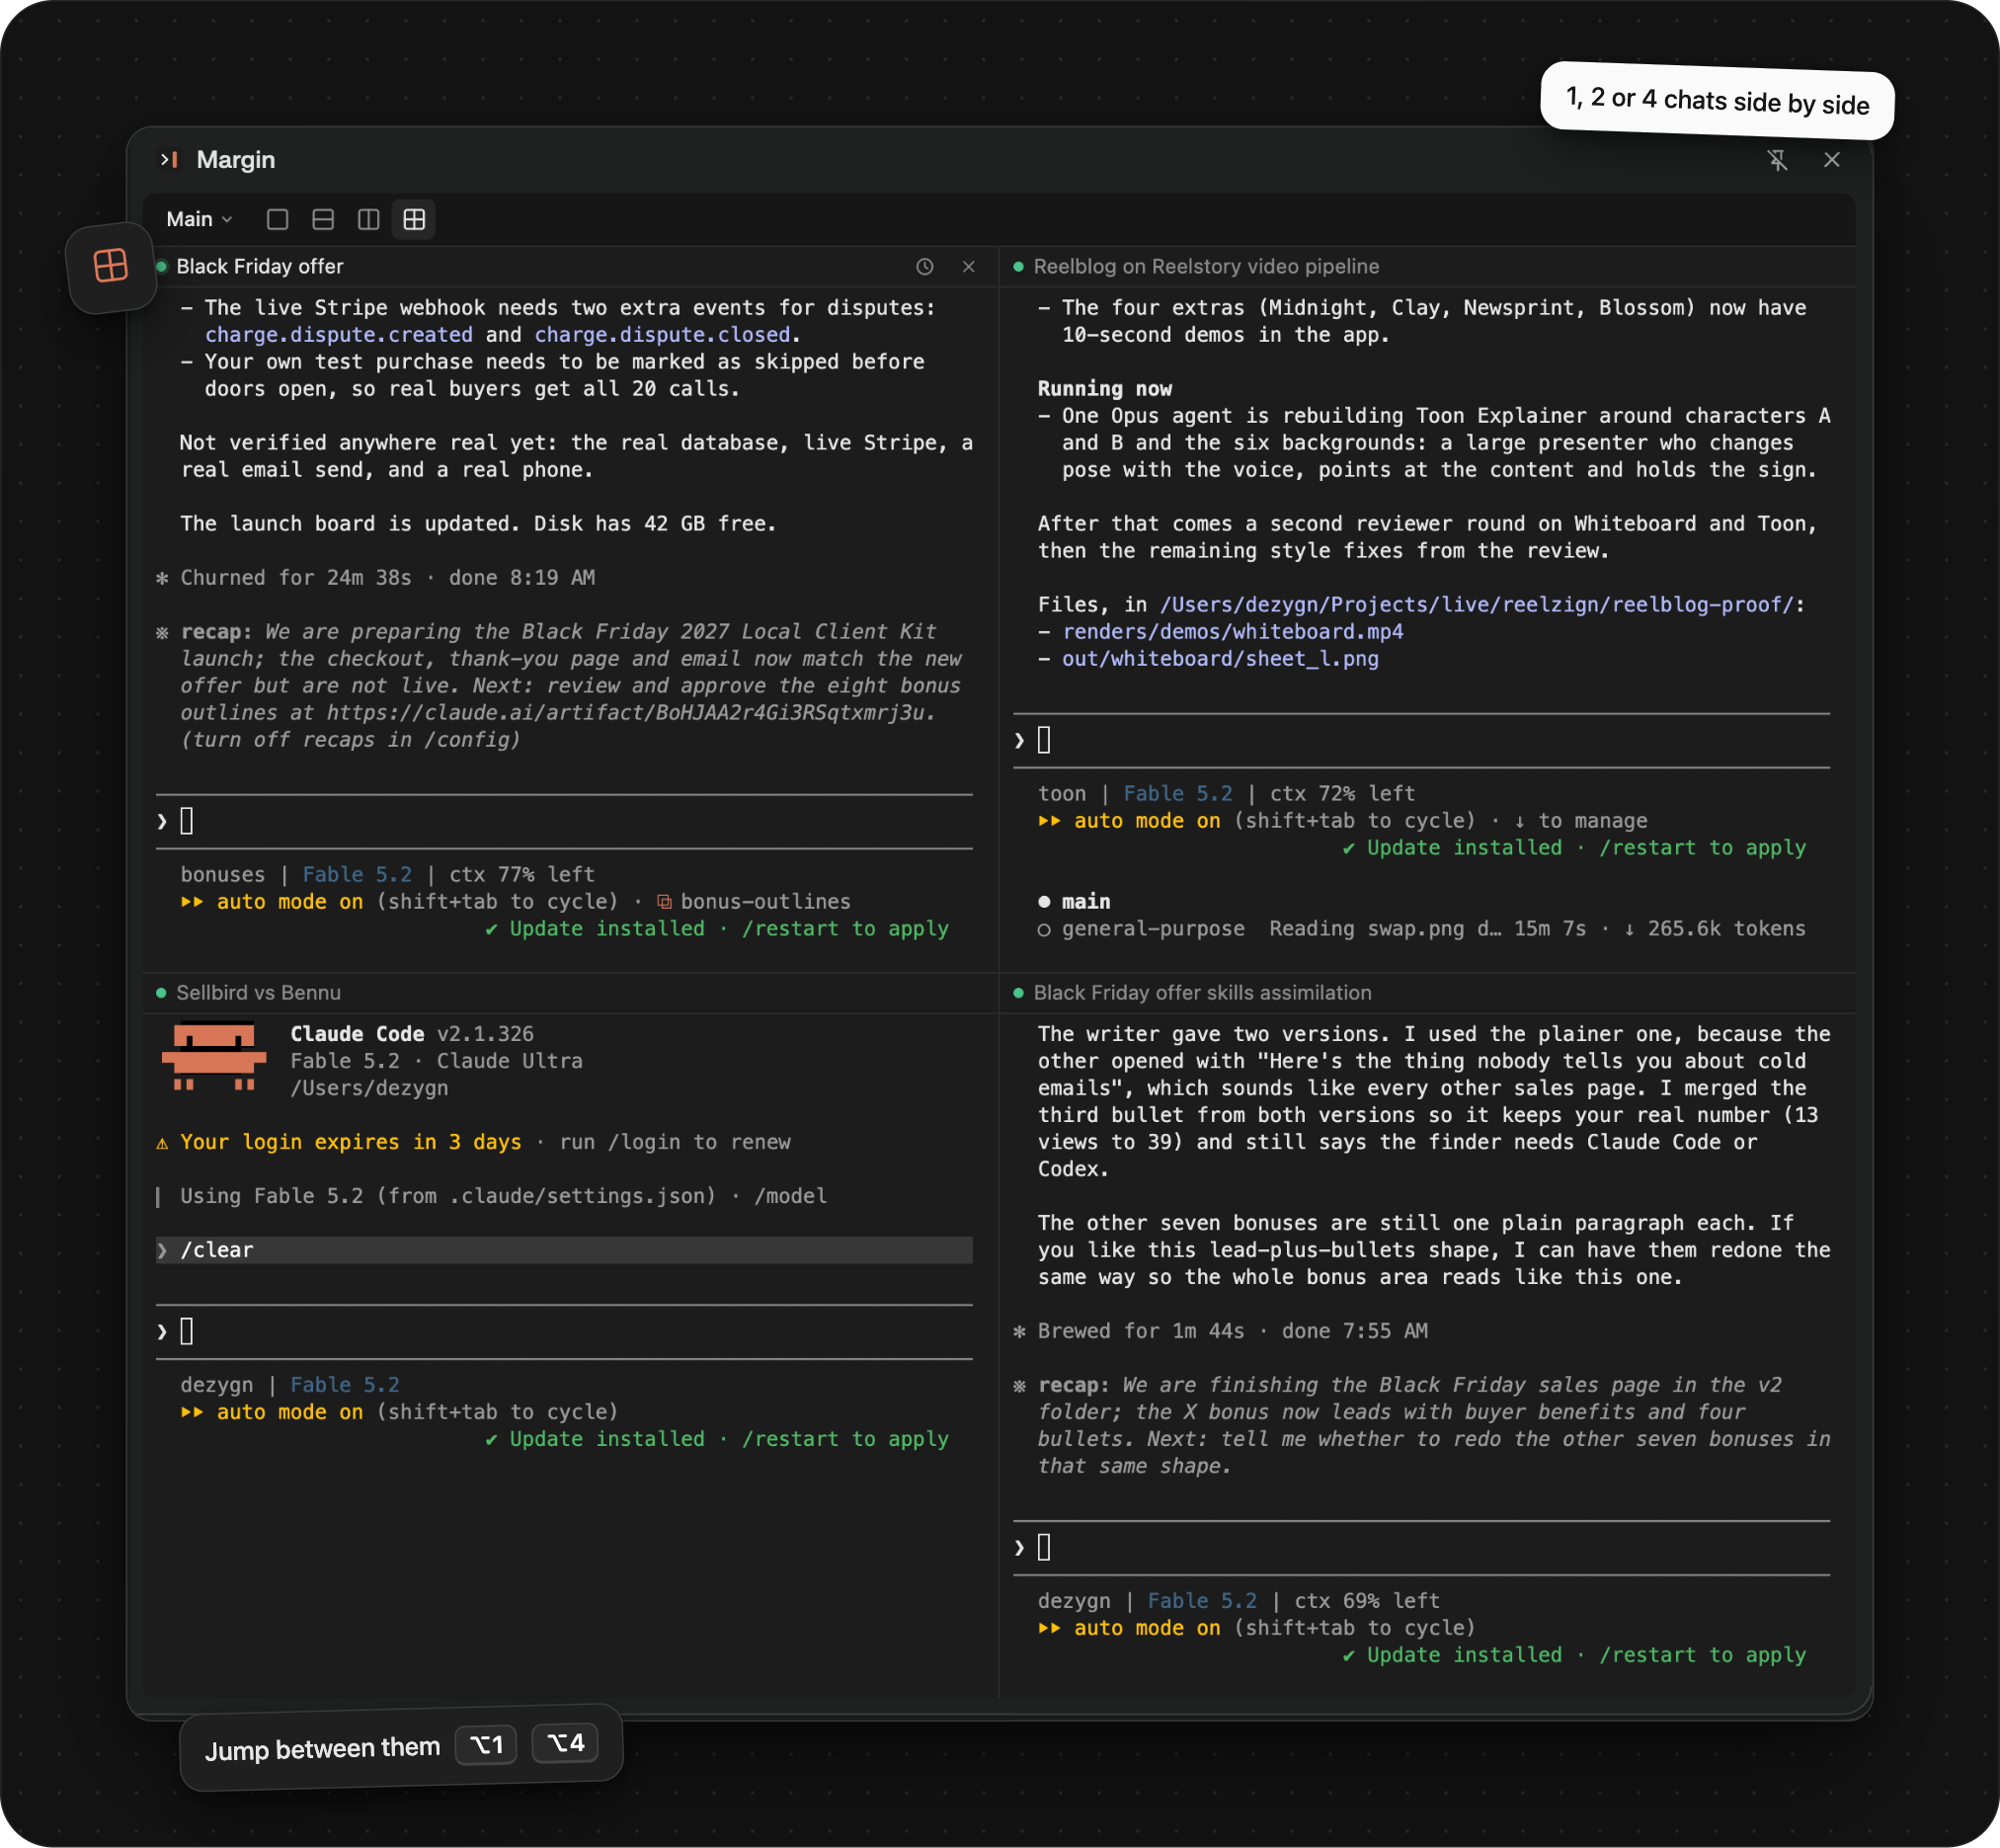 1, 2 or 4 chats side by side
Margin
Main
Black Friday offer
– The live Stripe webhook needs two extra events for disputes:
charge.dispute.created and charge.dispute.closed.
– Your own test purchase needs to be marked as skipped before
doors open, so real buyers get all 20 calls.
Not verified anywhere real yet: the real database, live Stripe, a
real email send, and a real phone.
The launch board is updated. Disk has 42 GB free.
✻ Churned for 24m 38s · done 8:19 AM
※ recap: We are preparing the Black Friday 2027 Local Client Kit
launch; the checkout, thank-you page and email now match the new
offer but are not live. Next: review and approve the eight bonus
outlines at https://claude.ai/artifact/BoHJAA2r4Gi3RSqtxmrj3u.
(turn off recaps in /config)
❯
bonuses | Fable 5.2 | ctx 77% left
⏵⏵ auto mode on (shift+tab to cycle) · bonus-outlines
✔ Update installed · /restart to apply
Reelblog on Reelstory video pipeline
– The four extras (Midnight, Clay, Newsprint, Blossom) now have
10-second demos in the app.
Running now
– One Opus agent is rebuilding Toon Explainer around characters A
and B and the six backgrounds: a large presenter who changes
pose with the voice, points at the content and holds the sign.
After that comes a second reviewer round on Whiteboard and Toon,
then the remaining style fixes from the review.
Files, in /Users/dezygn/Projects/live/reelzign/reelblog-proof/:
– renders/demos/whiteboard.mp4
– out/whiteboard/sheet_l.png
❯
toon | Fable 5.2 | ctx 72% left
⏵⏵ auto mode on (shift+tab to cycle) · ↓ to manage
✔ Update installed · /restart to apply
● main
○ general-purpose Reading swap.png d… 15m 7s · ↓ 265.6k tokens
Sellbird vs Bennu
Claude Code v2.1.326
Fable 5.2 · Claude Ultra
/Users/dezygn
⚠ Your login expires in 3 days · run /login to renew
Using Fable 5.2 (from .claude/settings.json) · /model
❯ /clear
❯
dezygn | Fable 5.2
⏵⏵ auto mode on (shift+tab to cycle)
✔ Update installed · /restart to apply
Black Friday offer skills assimilation
The writer gave two versions. I used the plainer one, because the
other opened with "Here's the thing nobody tells you about cold
emails", which sounds like every other sales page. I merged the
third bullet from both versions so it keeps your real number (13
views to 39) and still says the finder needs Claude Code or
Codex.
The other seven bonuses are still one plain paragraph each. If
you like this lead-plus-bullets shape, I can have them redone the
same way so the whole bonus area reads like this one.
✻ Brewed for 1m 44s · done 7:55 AM
※ recap: We are finishing the Black Friday sales page in the v2
folder; the X bonus now leads with buyer benefits and four
bullets. Next: tell me whether to redo the other seven bonuses in
that same shape.
❯
dezygn | Fable 5.2 | ctx 69% left
⏵⏵ auto mode on (shift+tab to cycle)
✔ Update installed · /restart to apply
Jump between them ⌥1 ⌥4